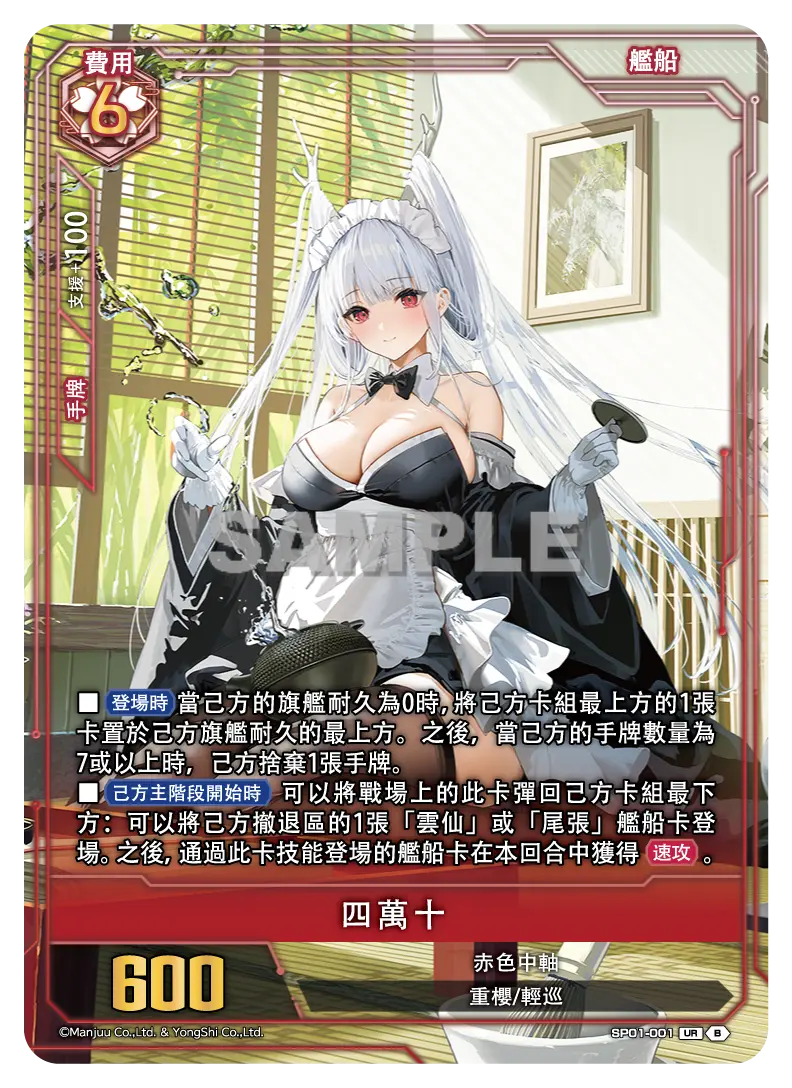 費用
6
艦船
支援+100
手牌
SAMPLE
■ 登場時 當己方的旗艦耐久為0時,將己方卡組最上方的1張
卡置於己方旗艦耐久的最上方。之後,當己方的手牌數量為
7或以上時,己方捨棄1張手牌。
■ 己方主階段開始時 可以將戰場上的此卡彈回己方卡組最下
方:可以將己方撤退區的1張「雲仙」或「尾張」艦船卡登
場。之後,通過此卡技能登場的艦船卡在本回合中獲得 速攻 。
四萬十
600
赤色中軸
重櫻/輕巡
©Manjuu Co.,Ltd. & YongShi Co.,Ltd.
SP01-001 UR B